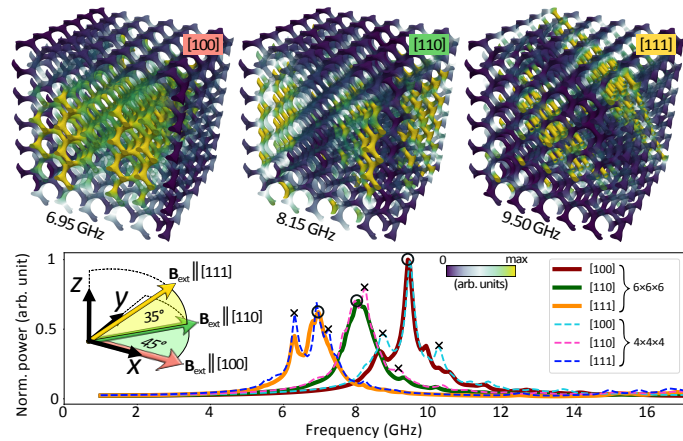 [100]
[110]
[111]
6.95 GHz
8.15 GHz
9.50 GHz
Norm. power (arb. unit)
1
0.5
0
z
y
x
35°
45°
B_ext ∥ [111]
B_ext ∥ [110]
B_ext ∥ [100]
0 max
(arb. units)
[100]
[110] 6×6×6
[111]
[100]
[110] 4×4×4
[111]
0 2 4 6 8 10 12 14 16
Frequency (GHz)